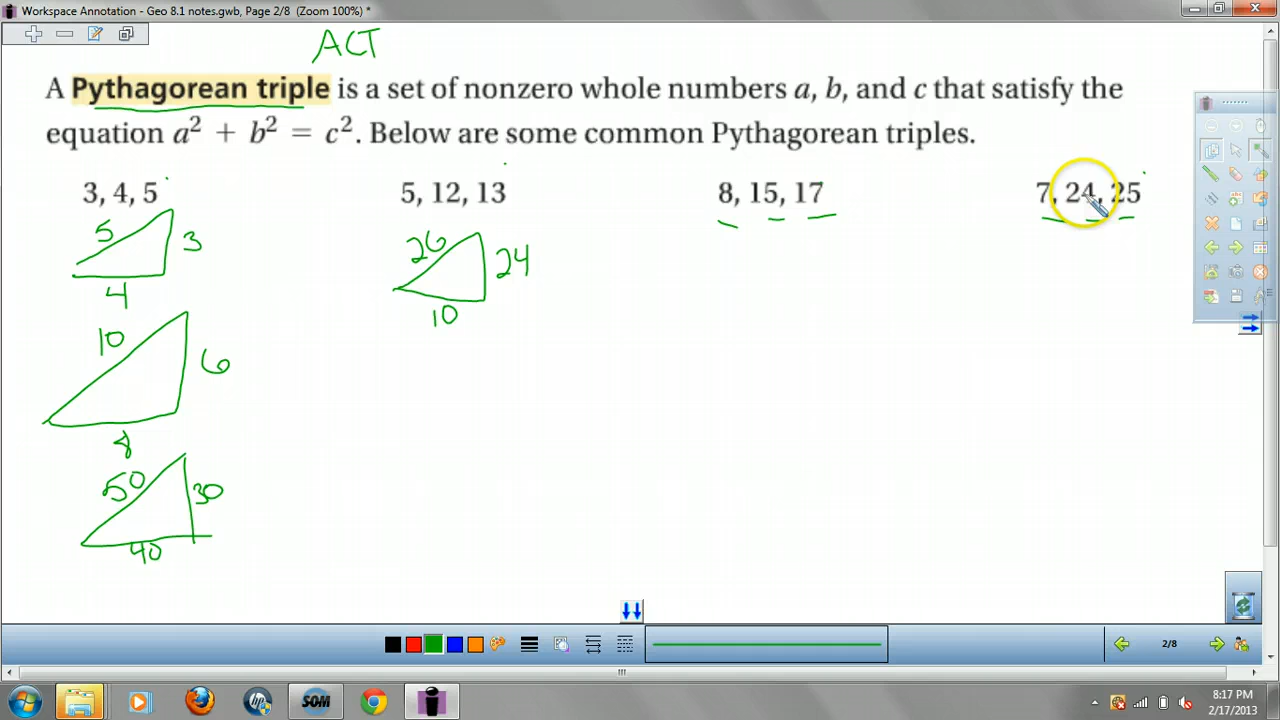 Workspace Annotation - Geo 8.1 notes.gwb, Page 2/8 (Zoom 100%) *
ACT
A Pythagorean triple is a set of nonzero whole numbers a, b, and c that satisfy the
equation a² + b² = c². Below are some common Pythagorean triples.
3, 4, 5 5, 12, 13 8, 15, 17 7, 24, 25
5 3
4
26 24
10
10 6
8
50 30
40
2/8
SOM
8:17 PM
2/17/2013